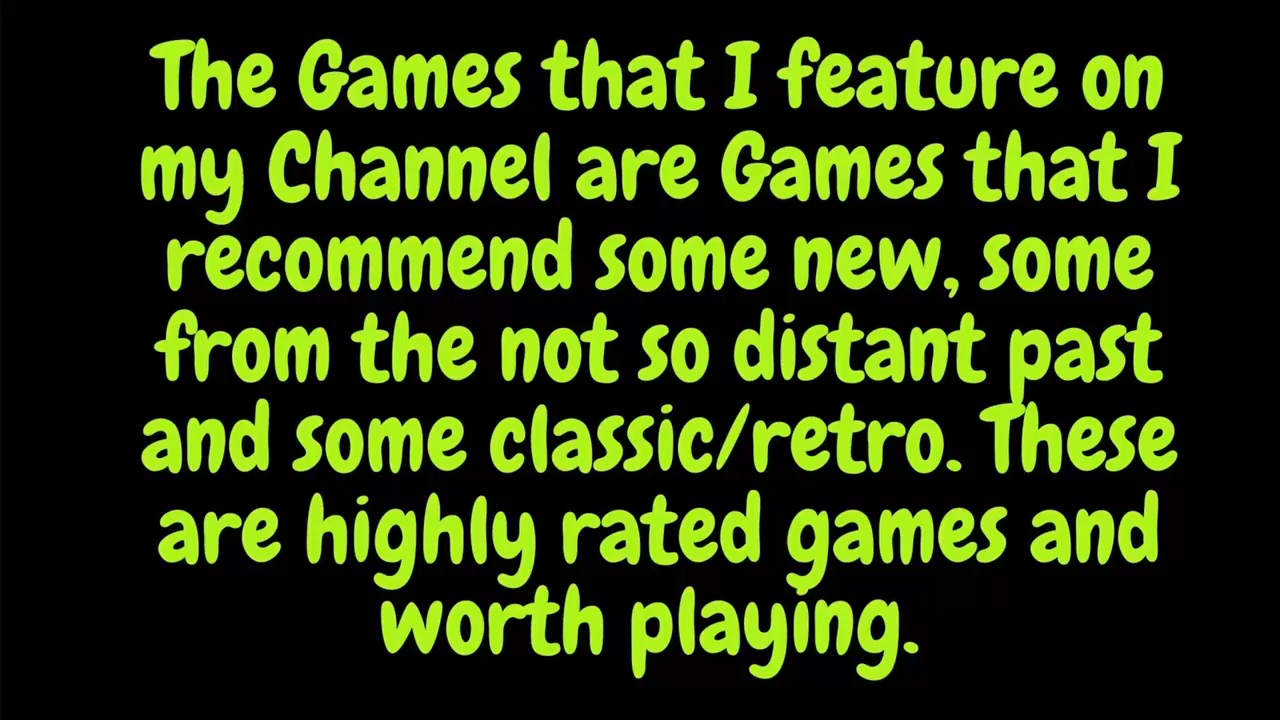 The Games that I feature on
my Channel are Games that I
recommend some new, some
from the not so distant past
and some classic/retro. These
are highly rated games and
worth playing.